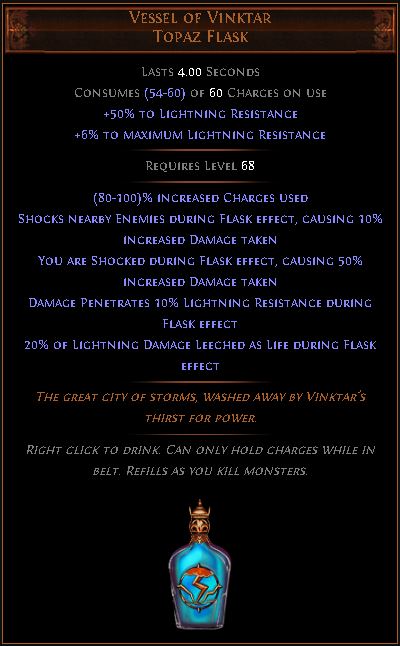 Vessel of Vinktar
Topaz Flask
Lasts 4.00 Seconds
Consumes (54-60) of 60 Charges on use
+50% to Lightning Resistance
+6% to maximum Lightning Resistance
Requires Level 68
(80-100)% increased Charges used
Shocks nearby Enemies during Flask effect, causing 10%
increased Damage taken
You are Shocked during Flask effect, causing 50%
increased Damage taken
Damage Penetrates 10% Lightning Resistance during
Flask effect
20% of Lightning Damage Leeched as Life during Flask
effect
The great city of storms, washed away by Vinktar's
thirst for power.
Right click to drink. Can only hold charges while in
belt. Refills as you kill monsters.